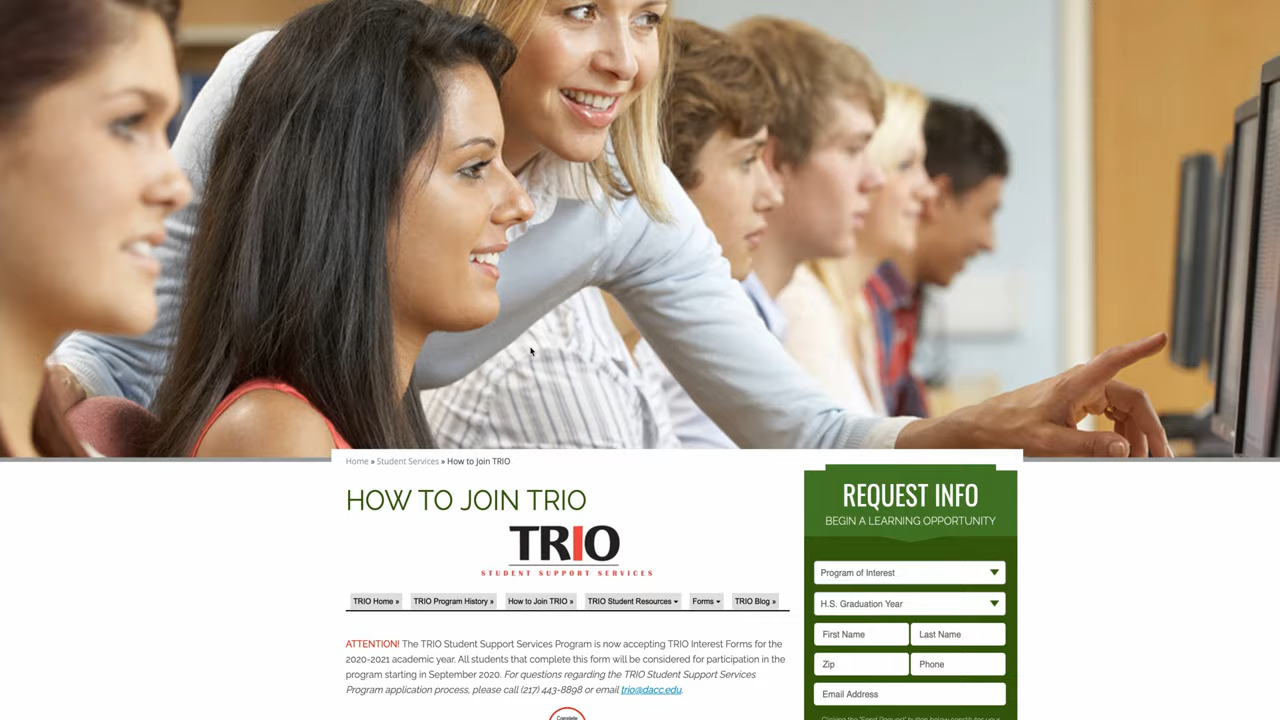 Home » Student Services » How to Join TRIO
HOW TO JOIN TRIO
TRIO
STUDENT SUPPORT SERVICES
TRIO Home » TRIO Program History » How to Join TRIO » TRIO Student Resources Forms TRIO Blog »
ATTENTION! The TRIO Student Support Services Program is now accepting TRIO Interest Forms for the
2020-2021 academic year. All students that complete this form will be considered for participation in the
program starting in September 2020. For questions regarding the TRIO Student Support Services
Program application process, please call (217) 443-8898 or email trio@dacc.edu.
Complete
REQUEST INFO
BEGIN A LEARNING OPPORTUNITY
Program of Interest
H.S. Graduation Year
First Name Last Name
Zip Phone
Email Address